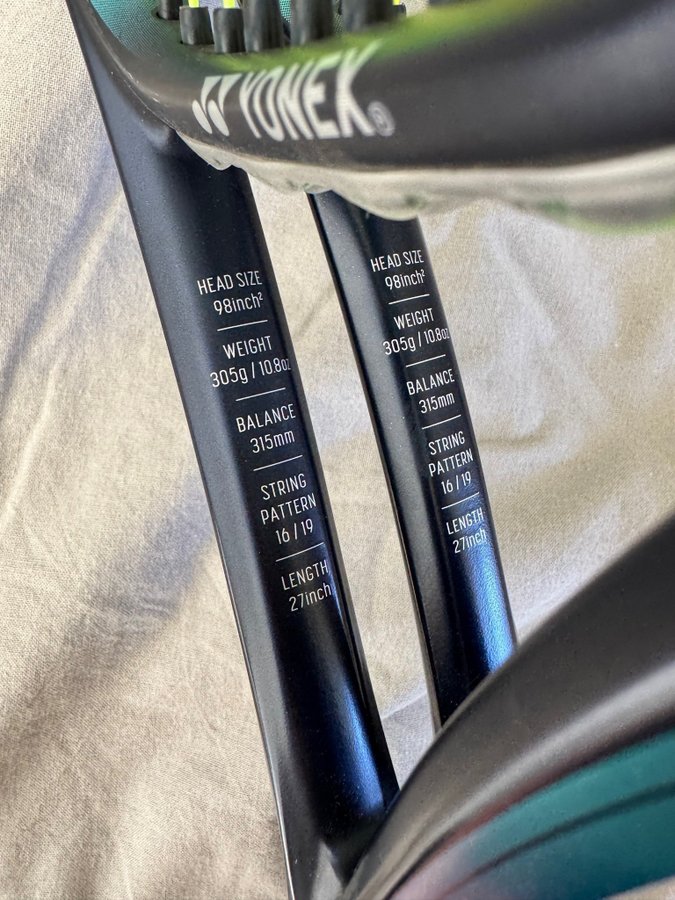 YONEX®
HEAD SIZE
98inch²
WEIGHT
305g / 10.8oz
BALANCE
315mm
STRING
PATTERN
16 / 19
LENGTH
27inch
HEAD SIZE
98inch²
WEIGHT
305g / 10.8oz
BALANCE
315mm
STRING
PATTERN
16 / 19
LENGTH
27inch